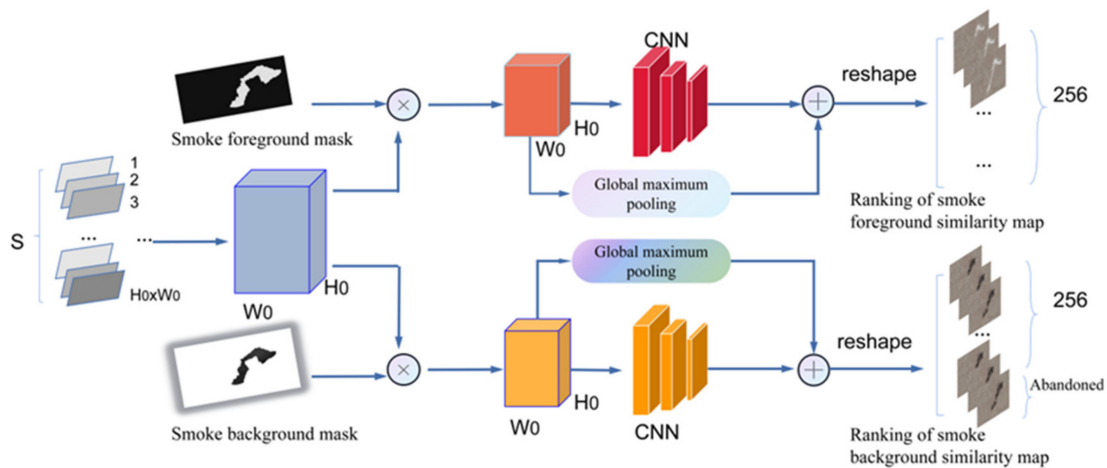 CNN
reshape
256
Smoke foreground mask
H0
W0
...
...
Global maximum
pooling
Ranking of smoke
foreground similarity map
1
2
3
S
...
...
H0xW0
H0
W0
Global maximum
pooling
256
...
reshape
Abandoned
H0
W0
CNN
Smoke background mask
Ranking of smoke
background similarity map